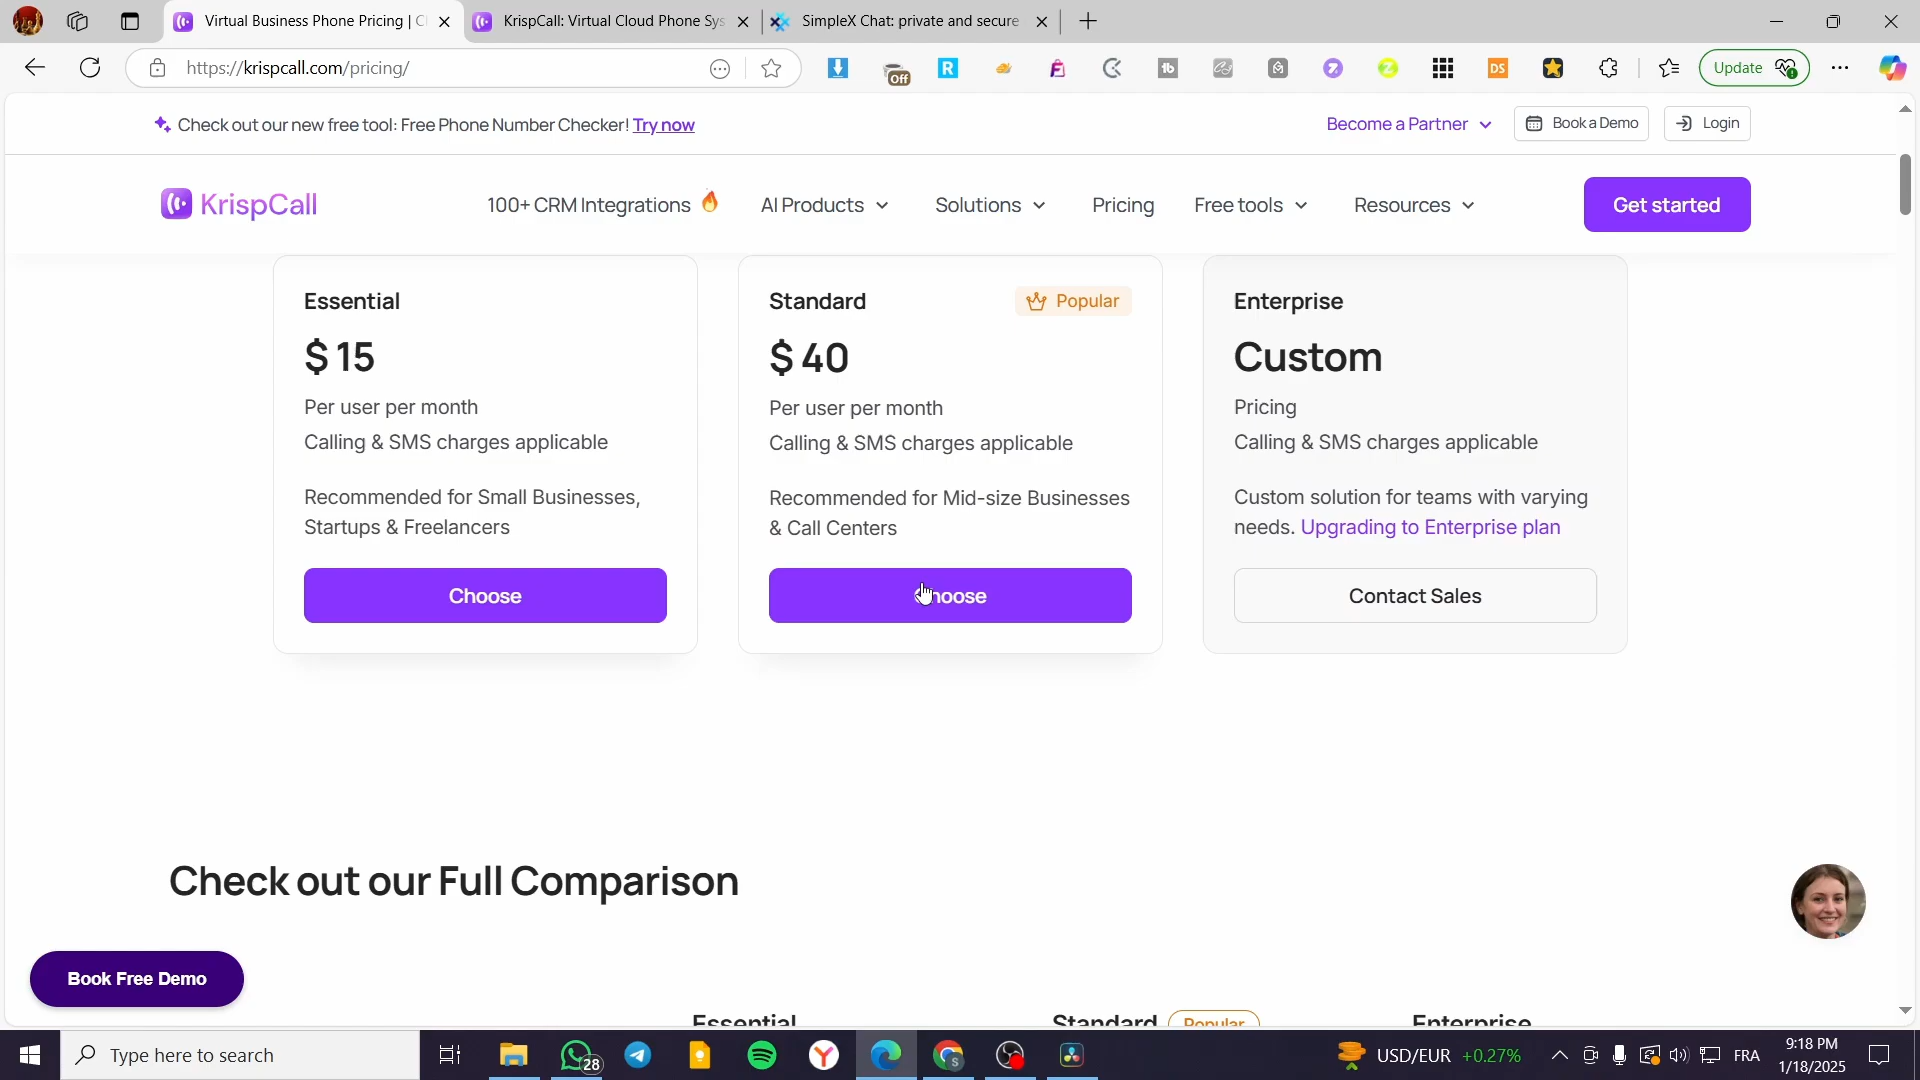 Virtual Business Phone Pricing | Cl
KrispCall: Virtual Cloud Phone Sys
SimpleX Chat: private and secure
https://krispcall.com/pricing/
Off
R
tb
DS
Update
Check out our new free tool: Free Phone Number Checker! Try now
Become a Partner
Book a Demo
Login
KrispCall
100+ CRM Integrations
AI Products
Solutions
Pricing
Free tools
Resources
Get started
Essential
$ 15
Per user per month
Calling & SMS charges applicable
Recommended for Small Businesses,
Startups & Freelancers
Choose
Standard
Popular
$ 40
Per user per month
Calling & SMS charges applicable
Recommended for Mid-size Businesses
& Call Centers
Choose
Enterprise
Custom
Pricing
Calling & SMS charges applicable
Custom solution for teams with varying
needs. Upgrading to Enterprise plan
Contact Sales
Check out our Full Comparison
Book Free Demo
Essential
Standard
Popular
Enterprise
Type here to search
28
USD/EUR +0.27%
FRA
9:18 PM
1/18/2025